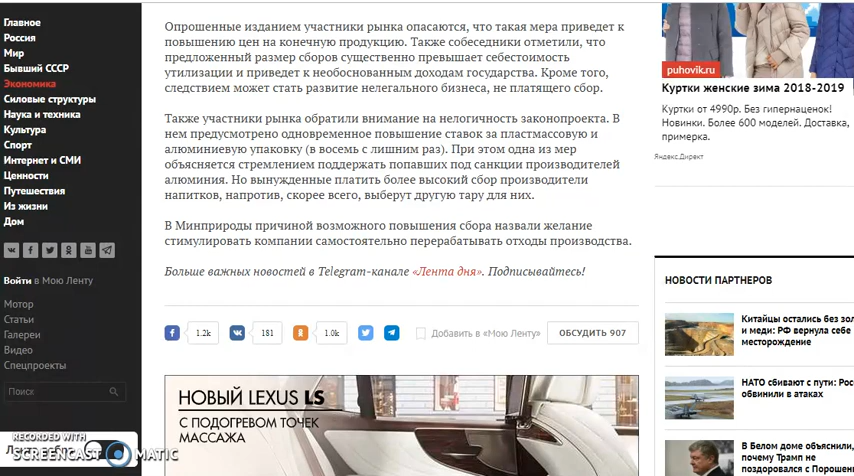 Главное
Россия
Мир
Бывший СССР
Экономика
Силовые структуры
Наука и техника
Культура
Спорт
Интернет и СМИ
Ценности
Путешествия
Из жизни
Дом
Войти в Мою Ленту
Мотор
Статьи
Галереи
Видео
Спецпроекты
Поиск
RECORDED WITH
SCREENCAST MATIC
Опрошенные изданием участники рынка опасаются, что такая мера приведет к
повышению цен на конечную продукцию. Также собеседники отметили, что
предложенный размер сборов существенно превышает себестоимость
утилизации и приведет к необоснованным доходам государства. Кроме того,
следствием может стать развитие нелегального бизнеса, не платящего сбор.
Также участники рынка обратили внимание на нелогичность законопроекта. В
нем предусмотрено одновременное повышение ставок за пластмассовую и
алюминиевую упаковку (в восемь с лишним раз). При этом одна из мер
объясняется стремлением поддержать попавших под санкции производителей
алюминия. Но вынужденные платить более высокий сбор производители
напитков, напротив, скорее всего, выберут другую тару для них.
В Минприроды причиной возможного повышения сбора назвали желание
стимулировать компании самостоятельно перерабатывать отходы производства.
Больше важных новостей в Telegram-канале «Лента дня». Подписывайтесь!
1.2k 181 1.0k Добавить в «Мою Ленту» ОБСУДИТЬ 907
НОВЫЙ LEXUS LS
С ПОДОГРЕВОМ ТОЧЕК
МАССАЖА
puhovik.ru
Куртки женские зима 2018-2019
Куртки от 4990р. Без гипернаценок!
Новинки. Более 600 моделей. Доставка,
примерка.
Яндекс.Директ
НОВОСТИ ПАРТНЕРОВ
Китайцы остались без зол
и меди: РФ вернула себе
месторождение
НАТО сбивают с пути: Рос
обвинили в атаках
В Белом доме объяснили,
почему Трамп не
поздоровался с Порошен